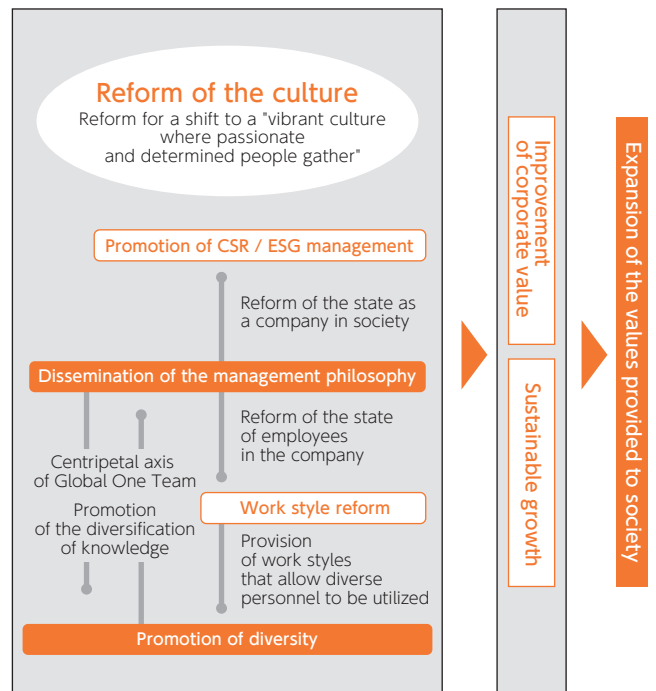 Reform of the culture
Reform for a shift to a "vibrant culture
where passionate
and determined people gather"
Promotion of CSR / ESG management
Reform of the state as
a company in society
Dissemination of the management philosophy
Reform of the state
of employees
in the company
Centripetal axis
of Global One Team
Promotion
of the diversification
of knowledge
Work style reform
Provision
of work styles
that allow diverse
personnel to be utilized
Promotion of diversity
Improvement
of corporate value
Sustainable growth
Expansion of the values provided to society